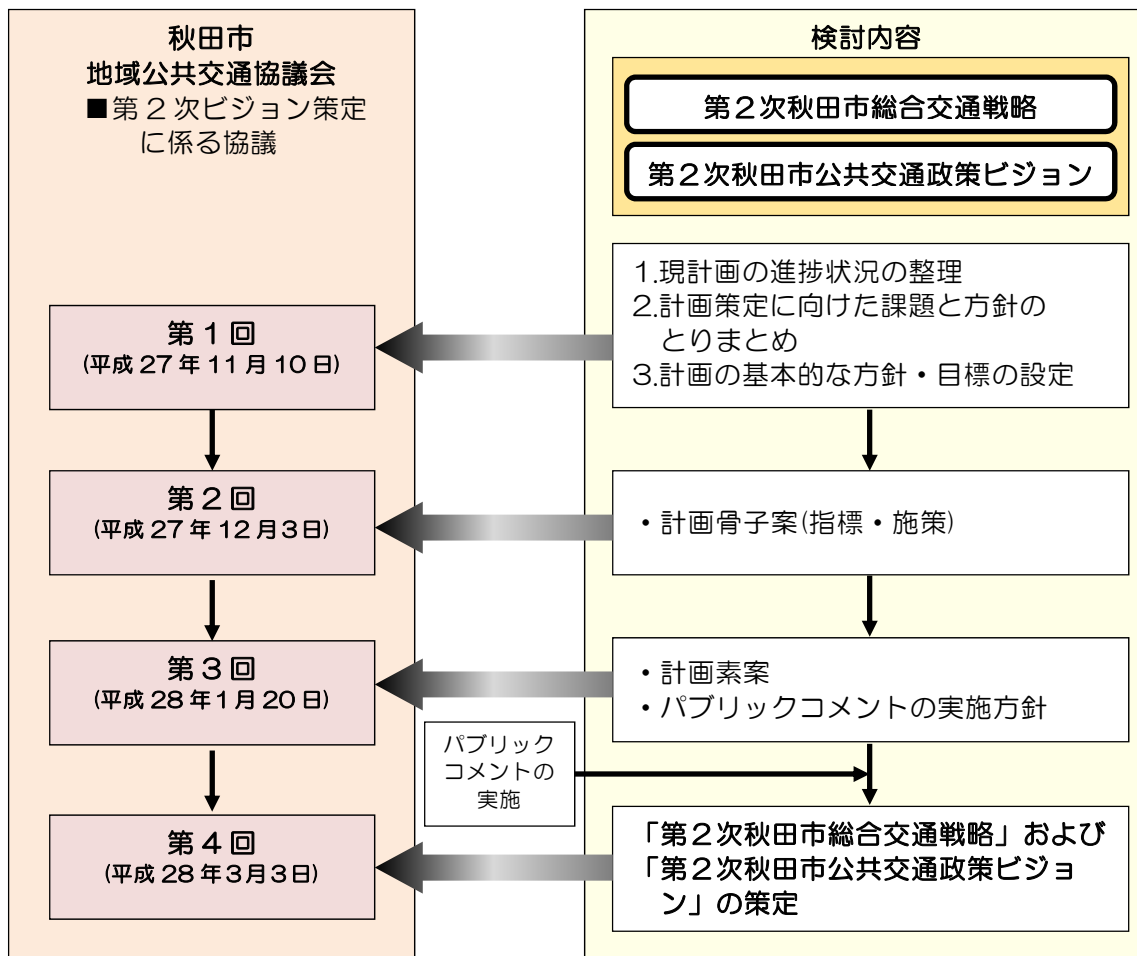 秋田市
地域公共交通協議会
■第2次ビジョン策定
に係る協議
第1回
(平成27年11月10日)
第2回
(平成27年12月3日)
第3回
(平成28年1月20日)
第4回
(平成28年3月3日)
パブリック
コメントの
実施
検討内容
第2次秋田市総合交通戦略
第2次秋田市公共交通政策ビジョン
1.現計画の進捗状況の整理
2.計画策定に向けた課題と方針の
とりまとめ
3.計画の基本的な方針・目標の設定
・計画骨子案(指標・施策)
・計画素案
・パブリックコメントの実施方針
「第2次秋田市総合交通戦略」および
「第2次秋田市公共交通政策ビジョ
ン」の策定